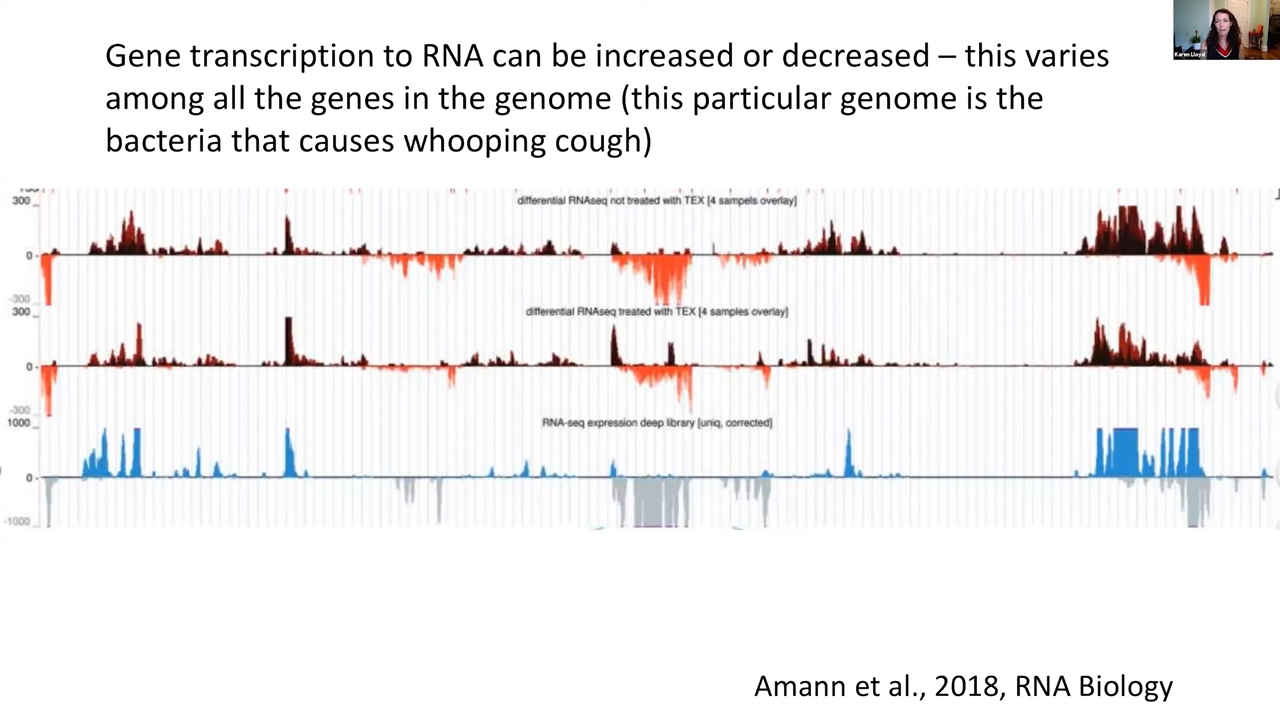 Gene transcription to RNA can be increased or decreased – this varies
among all the genes in the genome (this particular genome is the
bacteria that causes whooping cough)
Karen Lloyd
300
differential RNAseq not treated with TEX [4 sampels overlay]
0
-300
300
differential RNAseq treated with TEX [4 samples overlay]
0
-300
1000
RNA-seq expression deep library [uniq, corrected]
0
-1000
Amann et al., 2018, RNA Biology